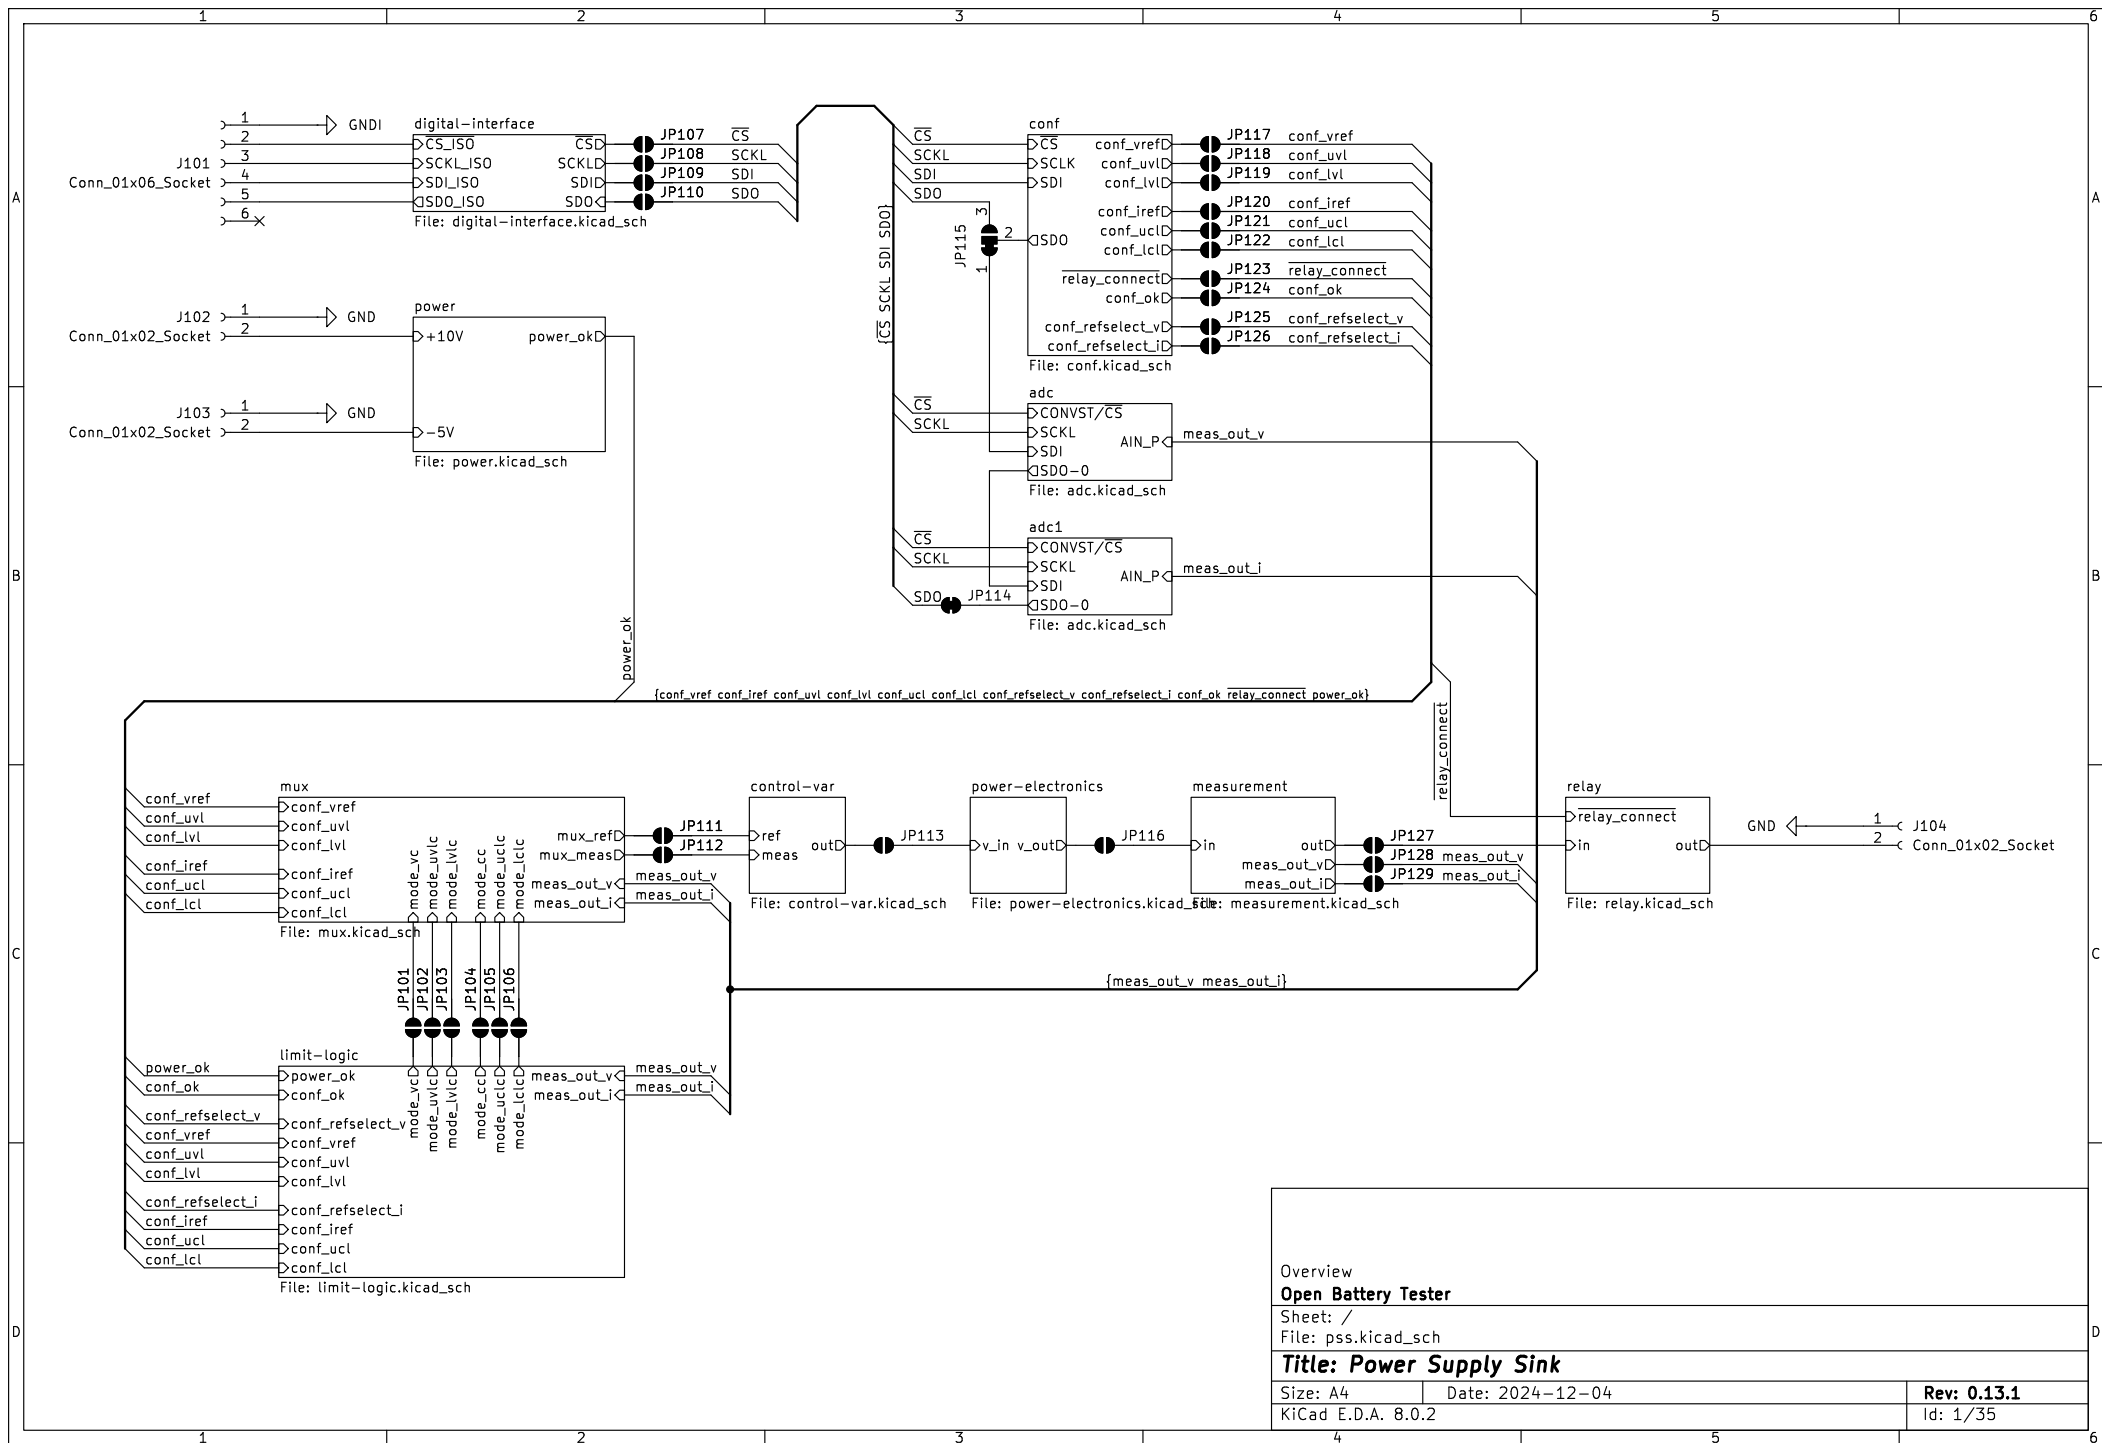 1 2 3 4 5 6
A
B
C
D
A
B
C
D
1 2 3 4 5 6
J101
Conn_01x06_Socket
1
2
3
4
5
6
GNDI
digital-interface
CS_ISO
SCKL_ISO
SDI_ISO
SDO_ISO
CS
SCKL
SDI
SDO
File: digital-interface.kicad_sch
JP107 CS
JP108 SCKL
JP109 SDI
JP110 SDO
J102
Conn_01x02_Socket
1
2
GND
J103
Conn_01x02_Socket
1
2
GND
power
+10V
-5V
power_ok
File: power.kicad_sch
power_ok
{CS SCKL SDI SDO}
CS
SCKL
SDI
SDO
JP115
3
2
1
conf
CS
SCLK
SDI
SDO
conf_vref
conf_uvl
conf_lvl
conf_iref
conf_ucl
conf_lcl
relay_connect
conf_ok
conf_refselect_v
conf_refselect_i
File: conf.kicad_sch
JP117 conf_vref
JP118 conf_uvl
JP119 conf_lvl
JP120 conf_iref
JP121 conf_ucl
JP122 conf_lcl
JP123 relay_connect
JP124 conf_ok
JP125 conf_refselect_v
JP126 conf_refselect_i
CS
SCKL
adc
CONVST/CS
SCKL
SDI
SDO-0
AIN_P
meas_out_v
File: adc.kicad_sch
CS
SCKL
SDO
JP114
adc1
CONVST/CS
SCKL
SDI
SDO-0
AIN_P
meas_out_i
File: adc.kicad_sch
{conf_vref conf_iref conf_uvl conf_lvl conf_ucl conf_lcl conf_refselect_v conf_refselect_i conf_ok relay_connect power_ok}
relay_connect
conf_vref
conf_uvl
conf_lvl
conf_iref
conf_ucl
conf_lcl
mux
conf_vref
conf_uvl
conf_lvl
conf_iref
conf_ucl
conf_lcl
mode_vc
mode_uvlc
mode_lvlc
mode_cc
mode_uclc
mode_lclc
mux_ref
mux_meas
meas_out_v
meas_out_i
File: mux.kicad_sch
JP111
JP112
meas_out_v
meas_out_i
control-var
ref
meas
out
File: control-var.kicad_sch
JP113
power-electronics
v_in v_out
File: power-electronics.kicad_sch
JP116
measurement
in
out
meas_out_v
meas_out_i
File: measurement.kicad_sch
JP127
JP128 meas_out_v
JP129 meas_out_i
relay
relay_connect
in
out
File: relay.kicad_sch
GND
1
2
J104
Conn_01x02_Socket
{meas_out_v meas_out_i}
JP101
JP102
JP103
JP104
JP105
JP106
power_ok
conf_ok
conf_refselect_v
conf_vref
conf_uvl
conf_lvl
conf_refselect_i
conf_iref
conf_ucl
conf_lcl
limit-logic
power_ok
conf_ok
conf_refselect_v
conf_vref
conf_uvl
conf_lvl
conf_refselect_i
conf_iref
conf_ucl
conf_lcl
mode_vc
mode_uvlc
mode_lvlc
mode_cc
mode_uclc
mode_lclc
meas_out_v
meas_out_i
File: limit-logic.kicad_sch
meas_out_v
meas_out_i
Overview
Open Battery Tester
Sheet: /
File: pss.kicad_sch
Title: Power Supply Sink
Size: A4 Date: 2024-12-04 Rev: 0.13.1
KiCad E.D.A. 8.0.2 Id: 1/35